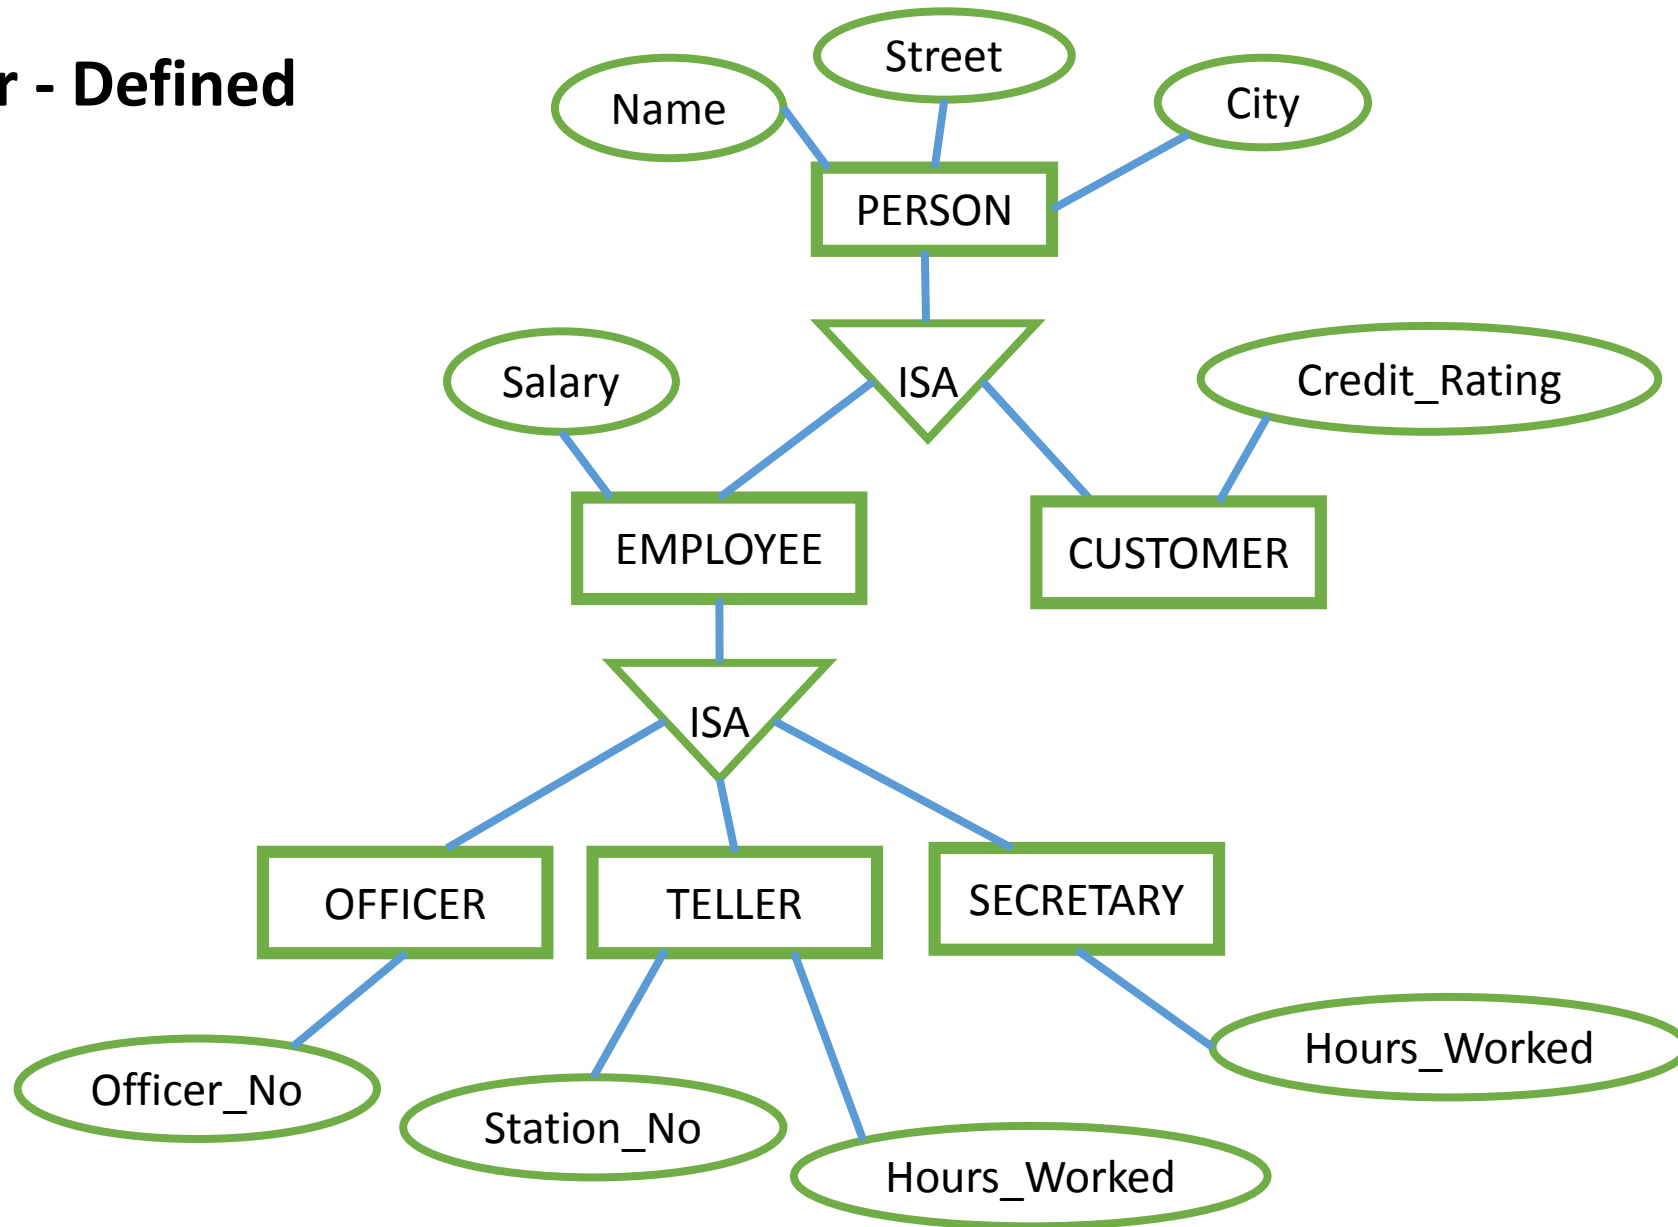 r - Defined
Street
City
Name
PERSON
Salary
ISA
Credit_Rating
EMPLOYEE
CUSTOMER
ISA
OFFICER
TELLER
SECRETARY
Hours_Worked
Officer_No
Station_No
Hours_Worked